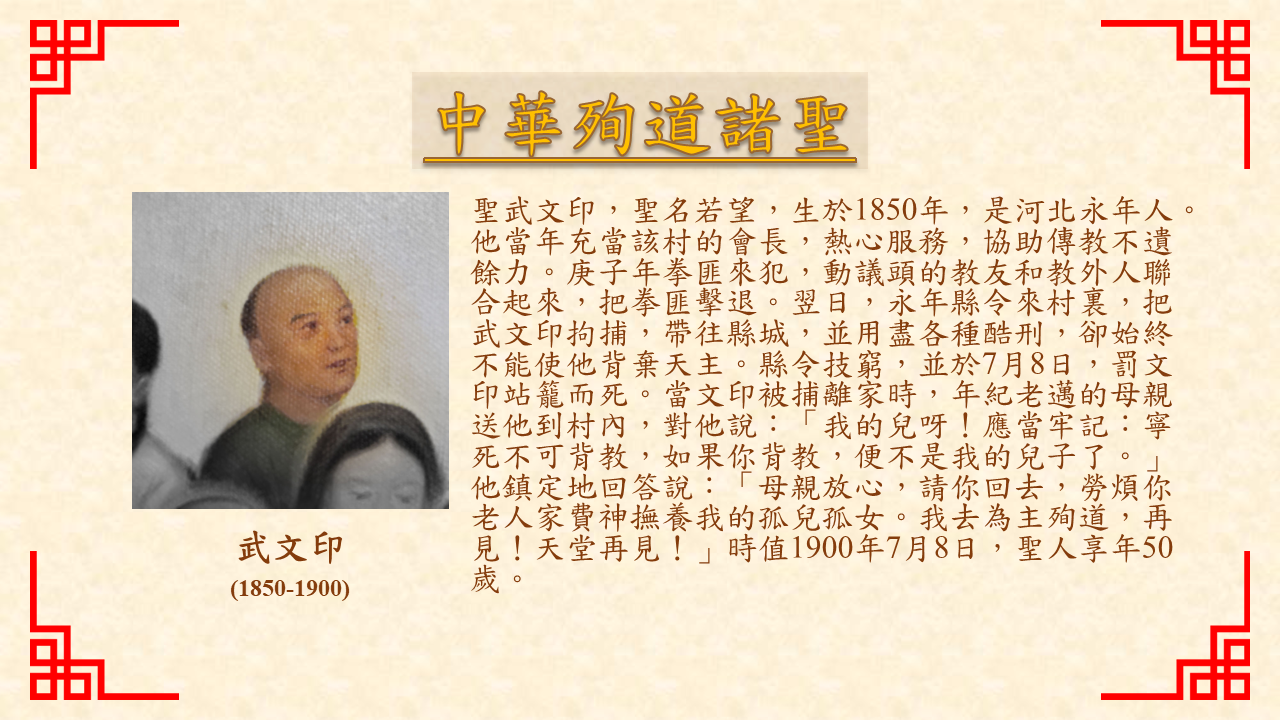 中華殉道諸聖
聖武文印，聖名若望，生於1850年，是河北永年人。
他當年充當該村的會長，熱心服務，協助傳教不遺
餘力。庚子年拳匪來犯，動議頭的教友和教外人聯
合起來，把拳匪擊退。翌日，永年縣令來村裏，把
武文印拘捕，帶往縣城，並用盡各種酷刑，卻始終
不能使他背棄天主。縣令技窮，並於7月8日，罰文
印站籠而死。當文印被捕離家時，年紀老邁的母親
送他到村內，對他說：「我的兒呀！應當牢記：寧
死不可背教，如果你背教，便不是我的兒子了。」
他鎮定地回答說：「母親放心，請你回去，勞煩你
老人家費神撫養我的孤兒孤女。我去為主殉道，再
見！天堂再見！」時值1900年7月8日，聖人享年50
歲。
武文印
(1850-1900)